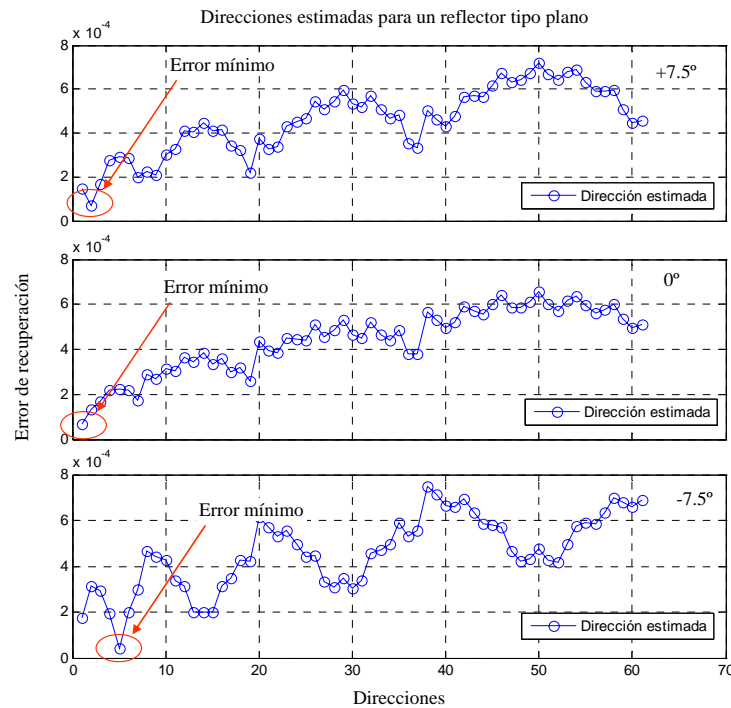 Direcciones estimadas para un reflector tipo plano
x 10⁻⁴
Error mínimo
+7.5º
8
6
4
2
0
Dirección estimada
x 10⁻⁴
Error mínimo
0º
8
6
4
2
0
Dirección estimada
Error de recuperación
x 10⁻⁴
Error mínimo
-7.5º
8
6
4
2
0
Dirección estimada
0 10 20 30 40 50 60 70
Direcciones